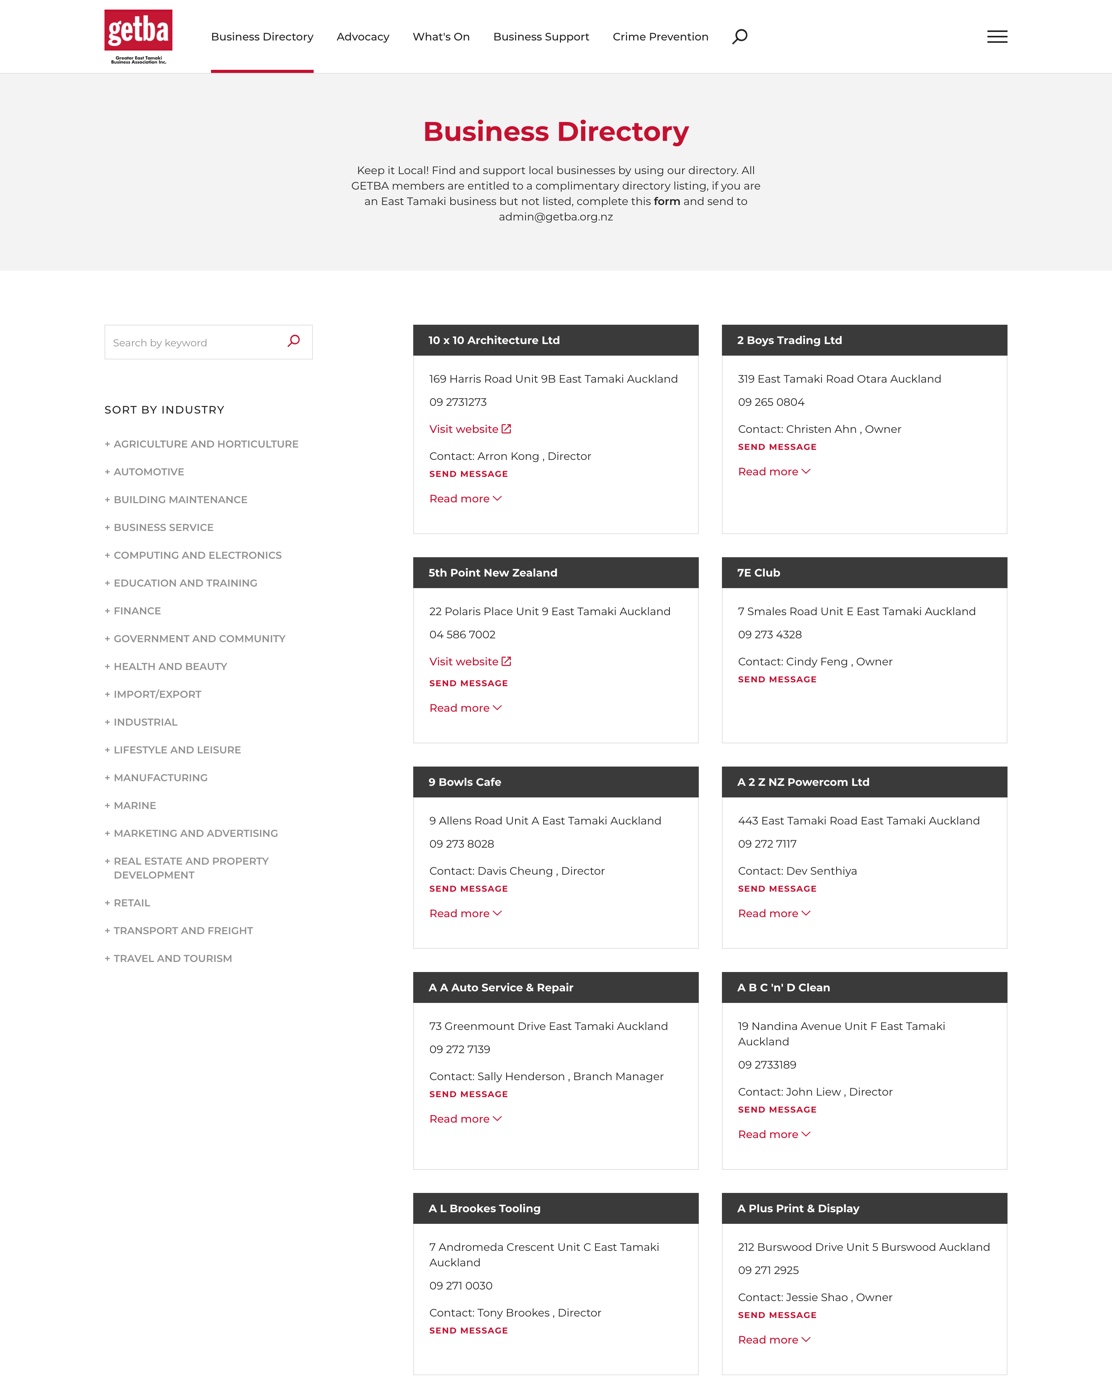 getba
Greater East Tamaki
Business Association Inc.
Business Directory
Advocacy
What's On
Business Support
Crime Prevention
Business Directory
Keep it Local! Find and support local businesses by using our directory. All
GETBA members are entitled to a complimentary directory listing, if you are
an East Tamaki business but not listed, complete this form and send to
admin@getba.org.nz
Search by keyword
SORT BY INDUSTRY
+ AGRICULTURE AND HORTICULTURE
+ AUTOMOTIVE
+ BUILDING MAINTENANCE
+ BUSINESS SERVICE
+ COMPUTING AND ELECTRONICS
+ EDUCATION AND TRAINING
+ FINANCE
+ GOVERNMENT AND COMMUNITY
+ HEALTH AND BEAUTY
+ IMPORT/EXPORT
+ INDUSTRIAL
+ LIFESTYLE AND LEISURE
+ MANUFACTURING
+ MARINE
+ MARKETING AND ADVERTISING
+ REAL ESTATE AND PROPERTY
DEVELOPMENT
+ RETAIL
+ TRANSPORT AND FREIGHT
+ TRAVEL AND TOURISM
10 x 10 Architecture Ltd
169 Harris Road Unit 9B East Tamaki Auckland
09 2731273
Visit website
Contact: Arron Kong , Director
SEND MESSAGE
Read more
2 Boys Trading Ltd
319 East Tamaki Road Otara Auckland
09 265 0804
Contact: Christen Ahn , Owner
SEND MESSAGE
Read more
5th Point New Zealand
22 Polaris Place Unit 9 East Tamaki Auckland
04 586 7002
Visit website
SEND MESSAGE
Read more
7E Club
7 Smales Road Unit E East Tamaki Auckland
09 273 4328
Contact: Cindy Feng , Owner
SEND MESSAGE
9 Bowls Cafe
9 Allens Road Unit A East Tamaki Auckland
09 273 8028
Contact: Davis Cheung , Director
SEND MESSAGE
Read more
A 2 Z NZ Powercom Ltd
443 East Tamaki Road East Tamaki Auckland
09 272 7117
Contact: Dev Senthiya
SEND MESSAGE
Read more
A A Auto Service & Repair
73 Greenmount Drive East Tamaki Auckland
09 272 7139
Contact: Sally Henderson , Branch Manager
SEND MESSAGE
Read more
A B C 'n' D Clean
19 Nandina Avenue Unit F East Tamaki
Auckland
09 2733189
Contact: John Liew , Director
SEND MESSAGE
Read more
A L Brookes Tooling
7 Andromeda Crescent Unit C East Tamaki
Auckland
09 271 0030
Contact: Tony Brookes , Director
SEND MESSAGE
A Plus Print & Display
212 Burswood Drive Unit 5 Burswood Auckland
09 271 2925
Contact: Jessie Shao , Owner
SEND MESSAGE
Read more